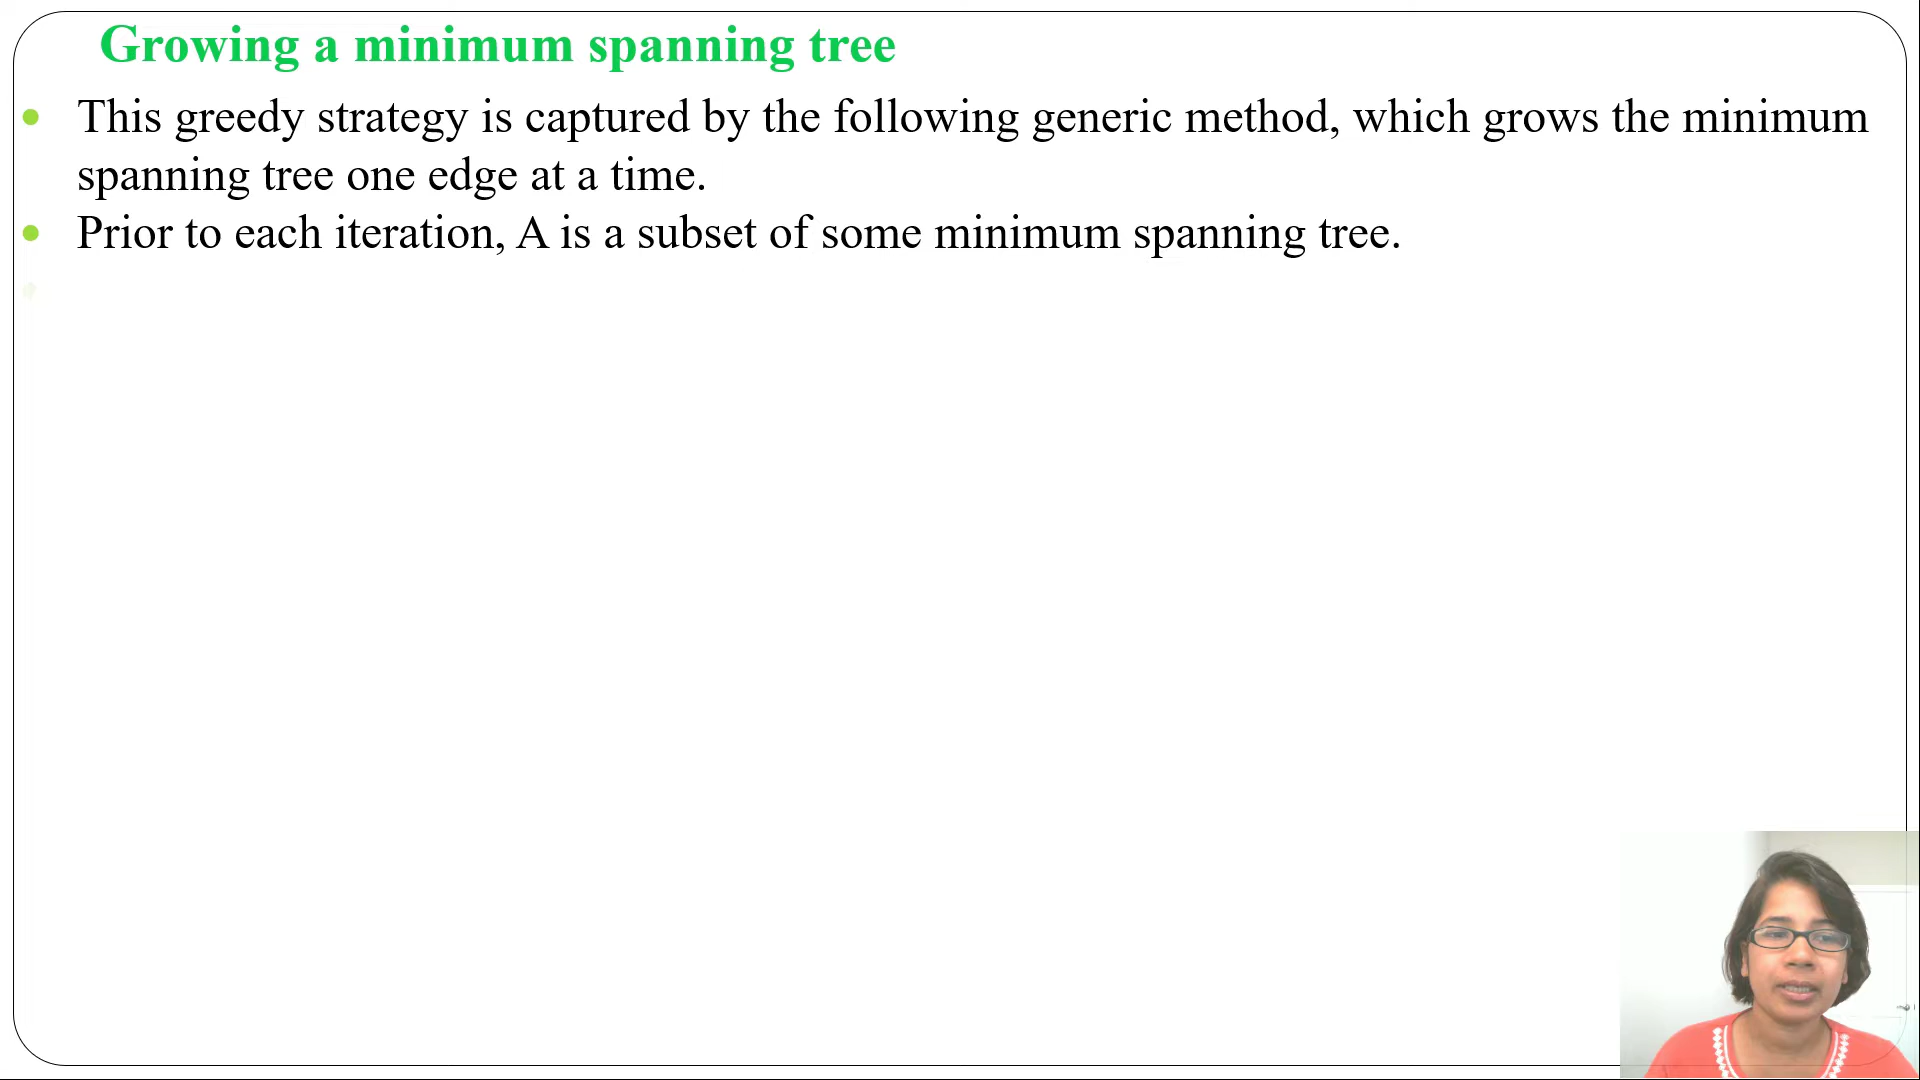 Growing a minimum spanning tree
This greedy strategy is captured by the following generic method, which grows the minimum
spanning tree one edge at a time.
Prior to each iteration, A is a subset of some minimum spanning tree.